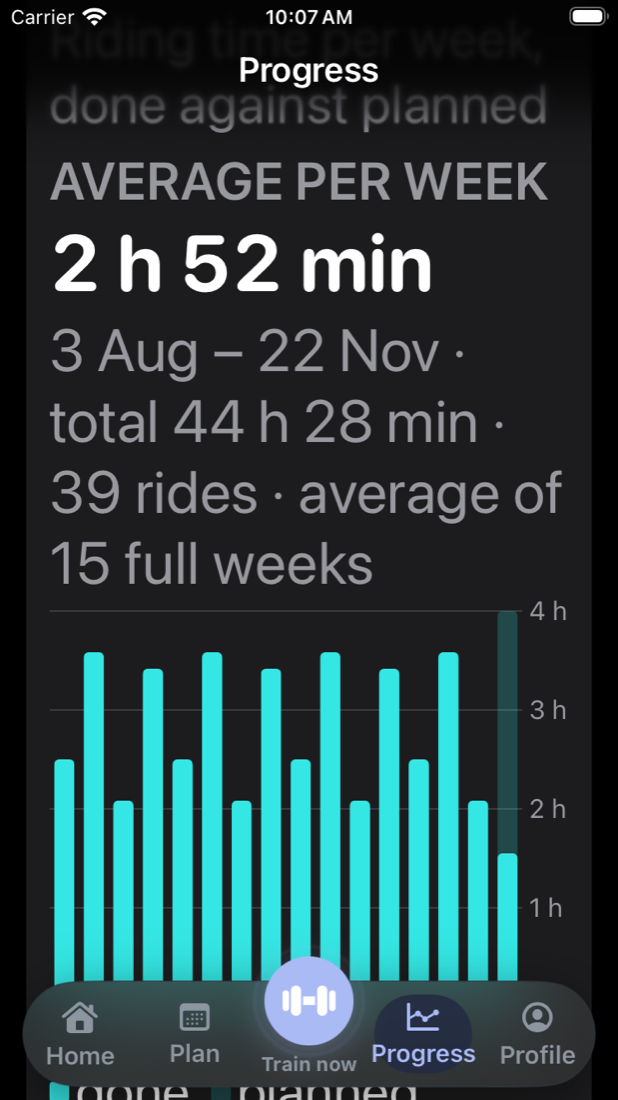 Carrier
10:07 AM
Riding time per week,
Progress
done against planned
AVERAGE PER WEEK
2 h 52 min
3 Aug – 22 Nov ·
total 44 h 28 min ·
39 rides · average of
15 full weeks
4 h
3 h
2 h
1 h
Home
Plan
Train now
Progress
Profile
done
planned